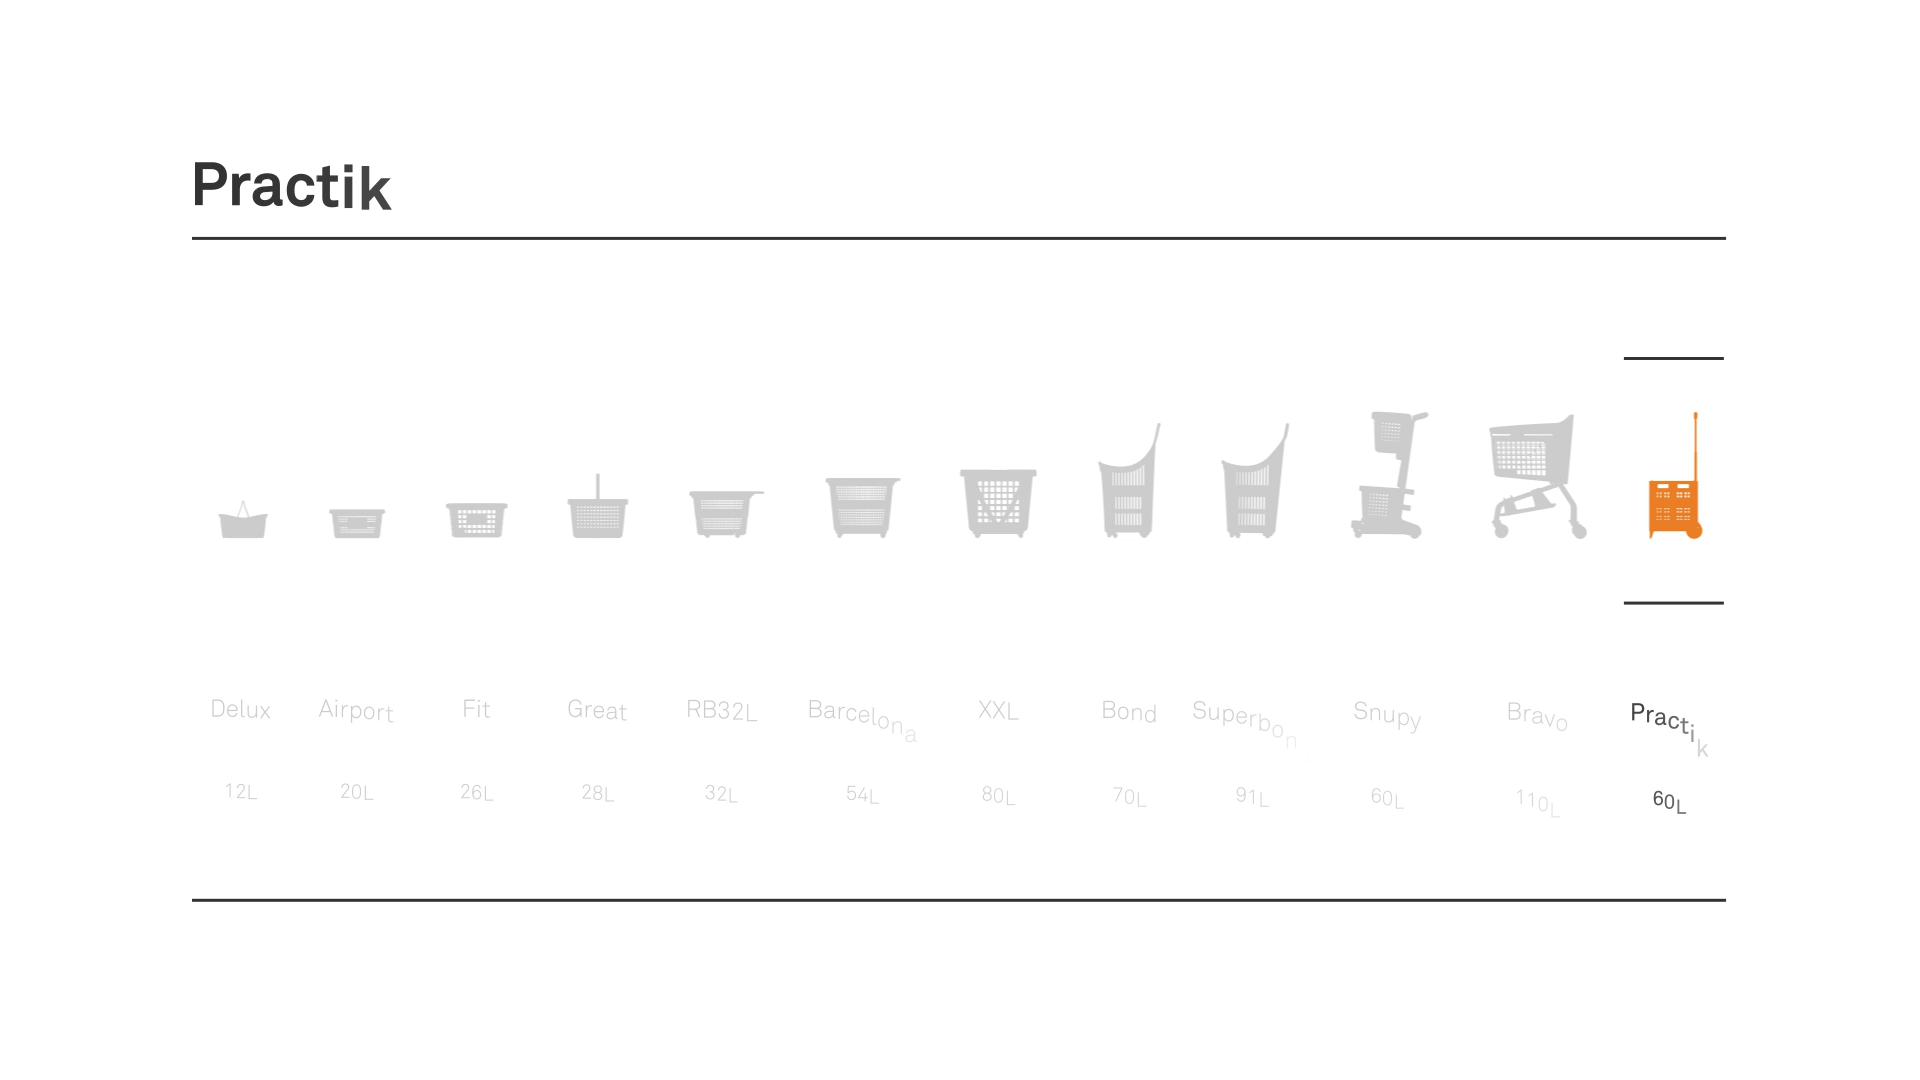 Practik
Delux Airport Fit Great RB32L Barcelona XXL Bond Superbon Snupy Bravo Practik
12L 20L 26L 28L 32L 54L 80L 70L 91L 60L 110L 60L